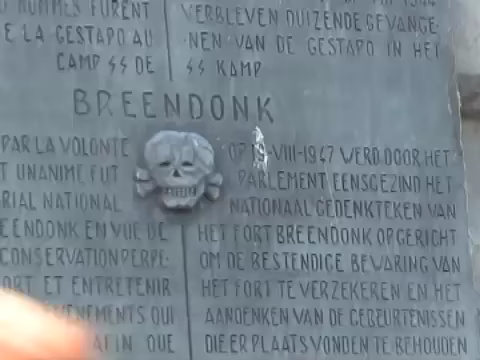 HOMMES FURENT
E LA GESTAPO AU
CAMP SS DE
VERBLEVEN DUIZENDE GEVANGE-
NEN VAN DE GESTAPO IN HET
SS KAMP
BREENDONK
PAR LA VOLONTE
T UNANIME FUT
RIAL NATIONAL
EENDONK EN VUE DE
CONSERVATION PERPE-
ORT ET ENTRETENIR
EVENEMENTS QUI
AFIN QUE
OP 19-VIII-1947 WERD DOOR HET
PARLEMENT EENSGEZIND HET
NATIONAAL GEDENKTEKEN VAN
HET FORT BREENDONK OPGERICHT
OM DE BESTENDIGE BEWARING VAN
HET FORT TE VERZEKEREN EN HET
AANDENKEN VAN DE GEBEURTENISSEN
DIE ER PLAATS VONDEN TE BEHOUDEN